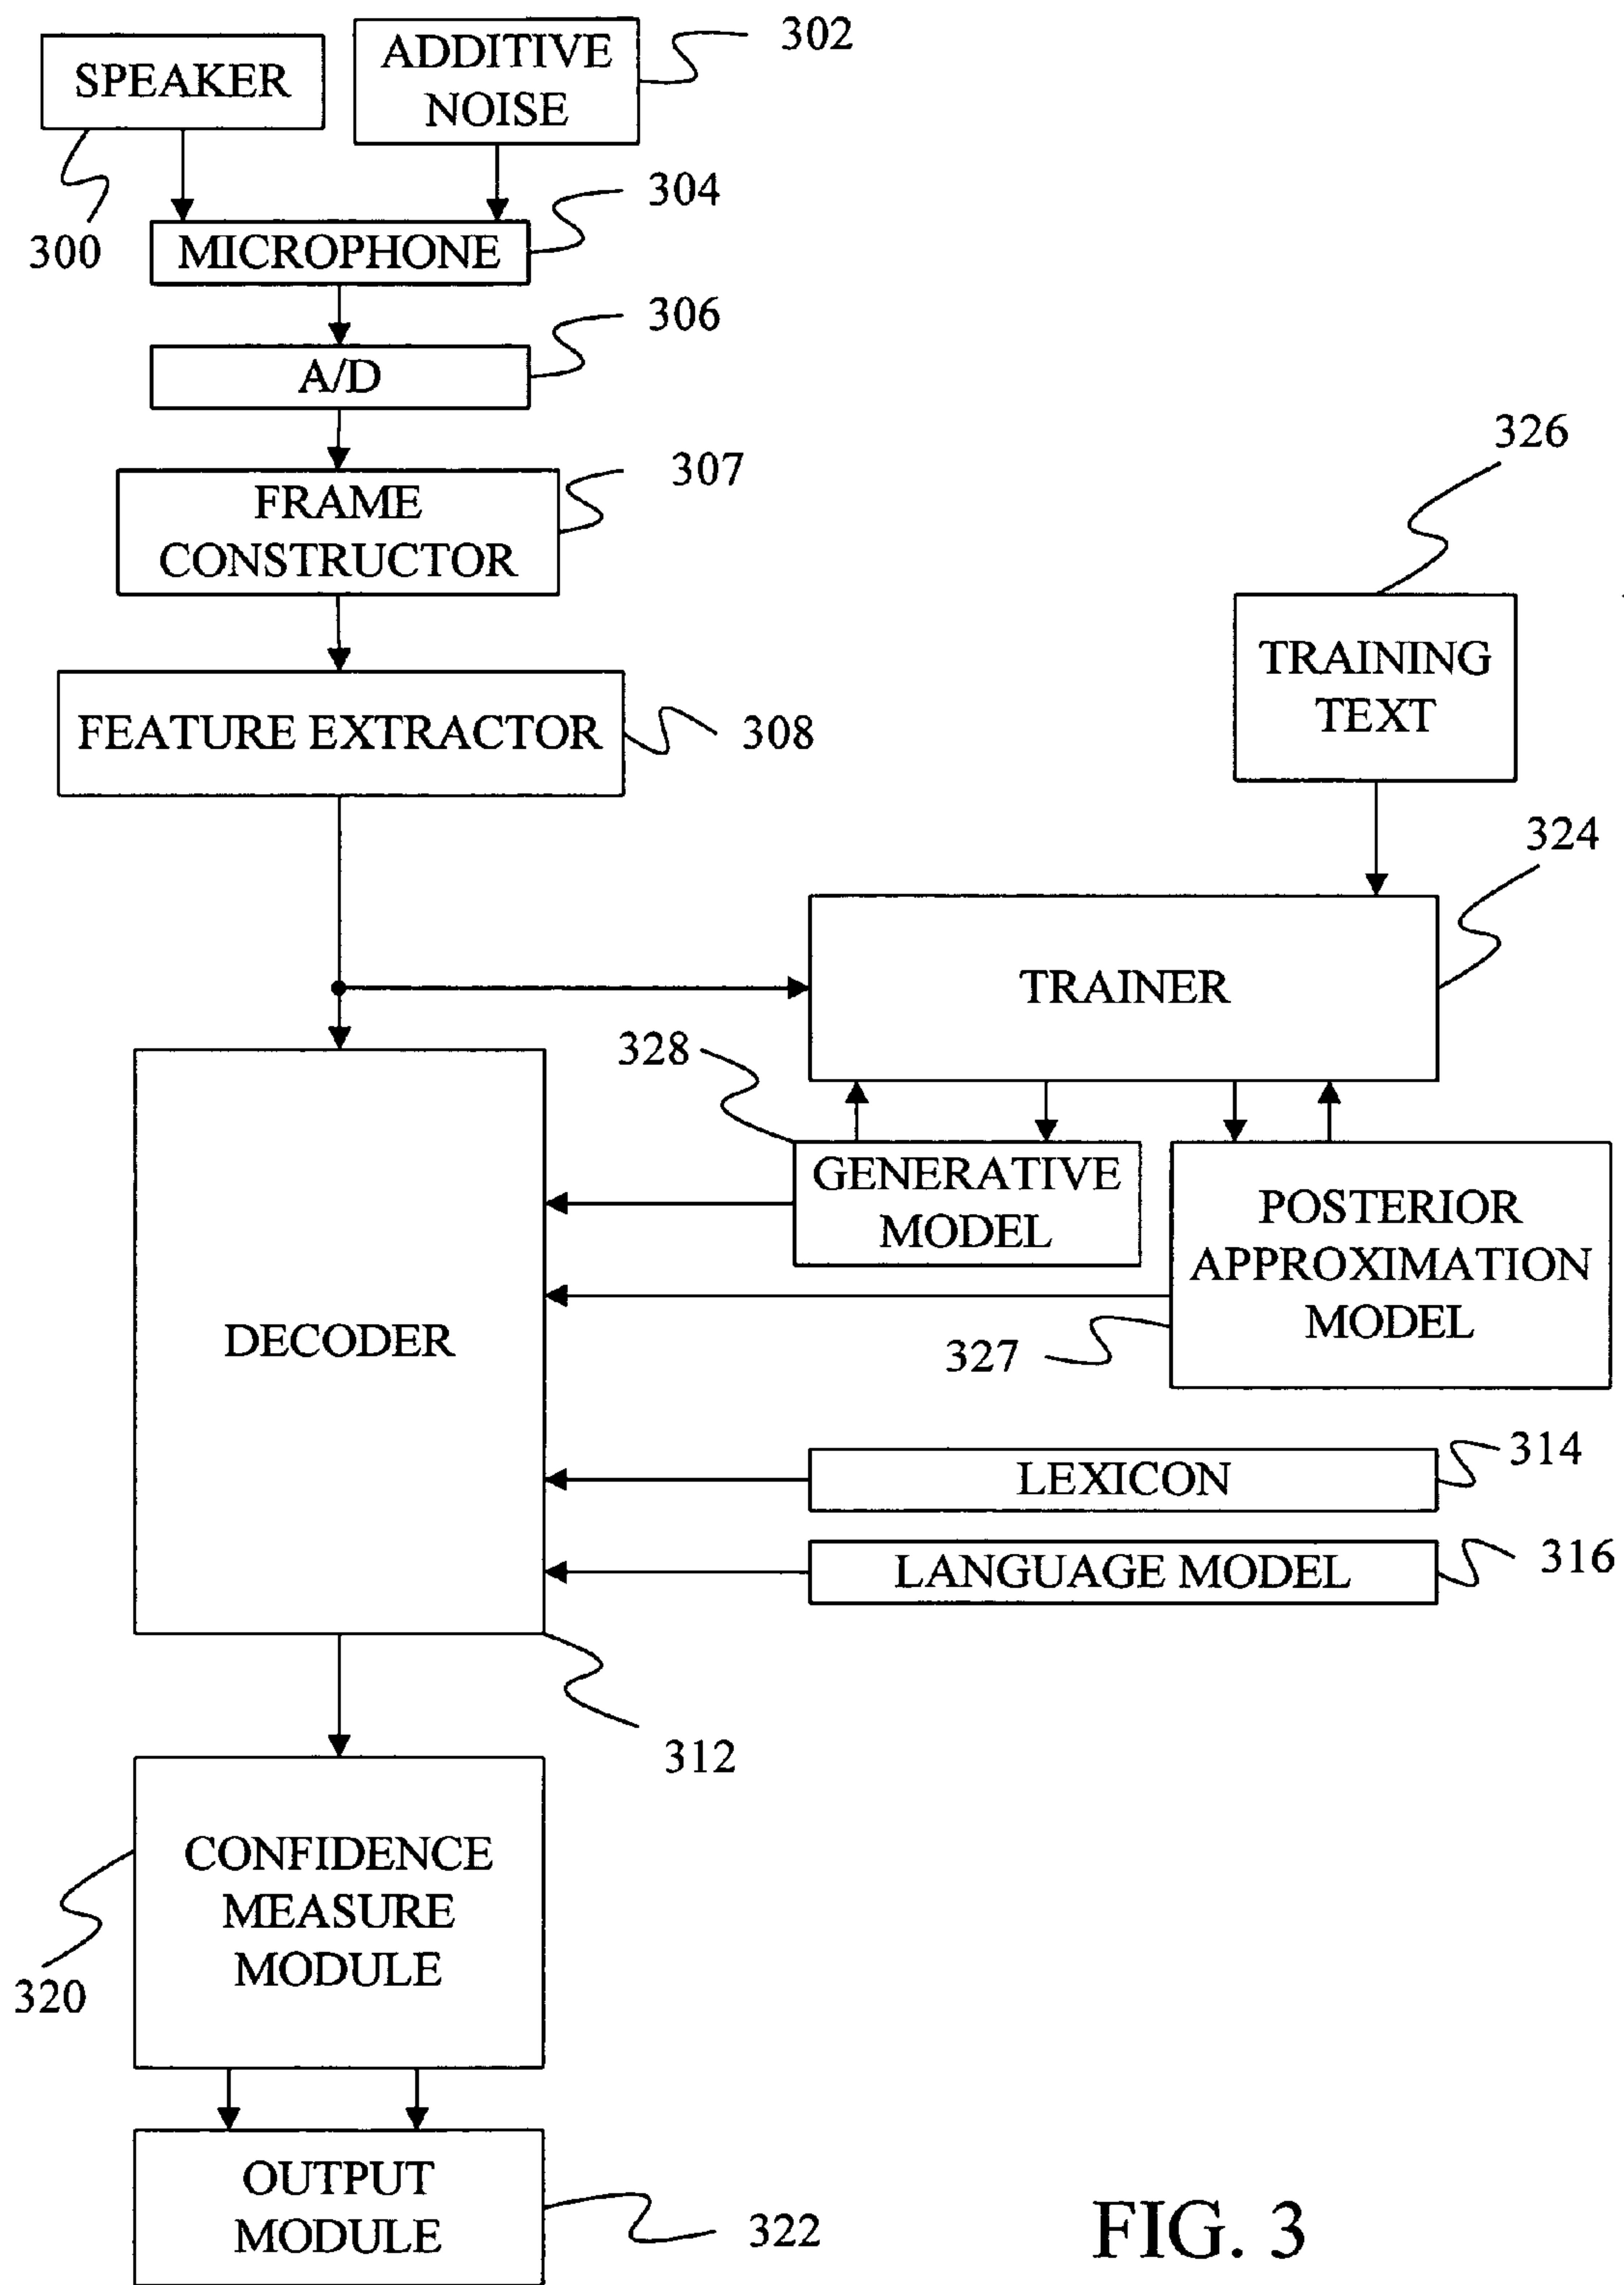 SPEAKER
ADDITIVE
NOISE
302
300
304
MICROPHONE
306
A/D
307
FRAME
CONSTRUCTOR
326
TRAINING
TEXT
FEATURE EXTRACTOR
308
324
TRAINER
328
GENERATIVE
MODEL
POSTERIOR
APPROXIMATION
MODEL
327
DECODER
314
LEXICON
316
LANGUAGE MODEL
312
CONFIDENCE
MEASURE
MODULE
320
OUTPUT
MODULE
322
FIG. 3